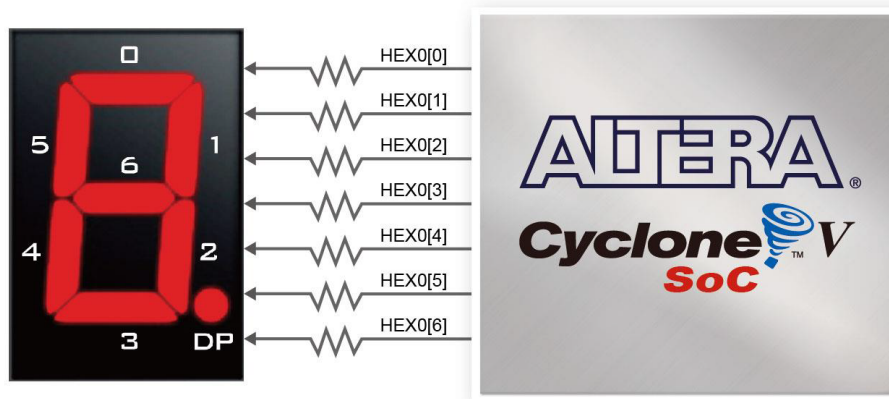 0
5
1
6
4
2
3
DP
HEX0[0]
HEX0[1]
HEX0[2]
HEX0[3]
HEX0[4]
HEX0[5]
HEX0[6]
ALTERA®
Cyclone™ V
SoC